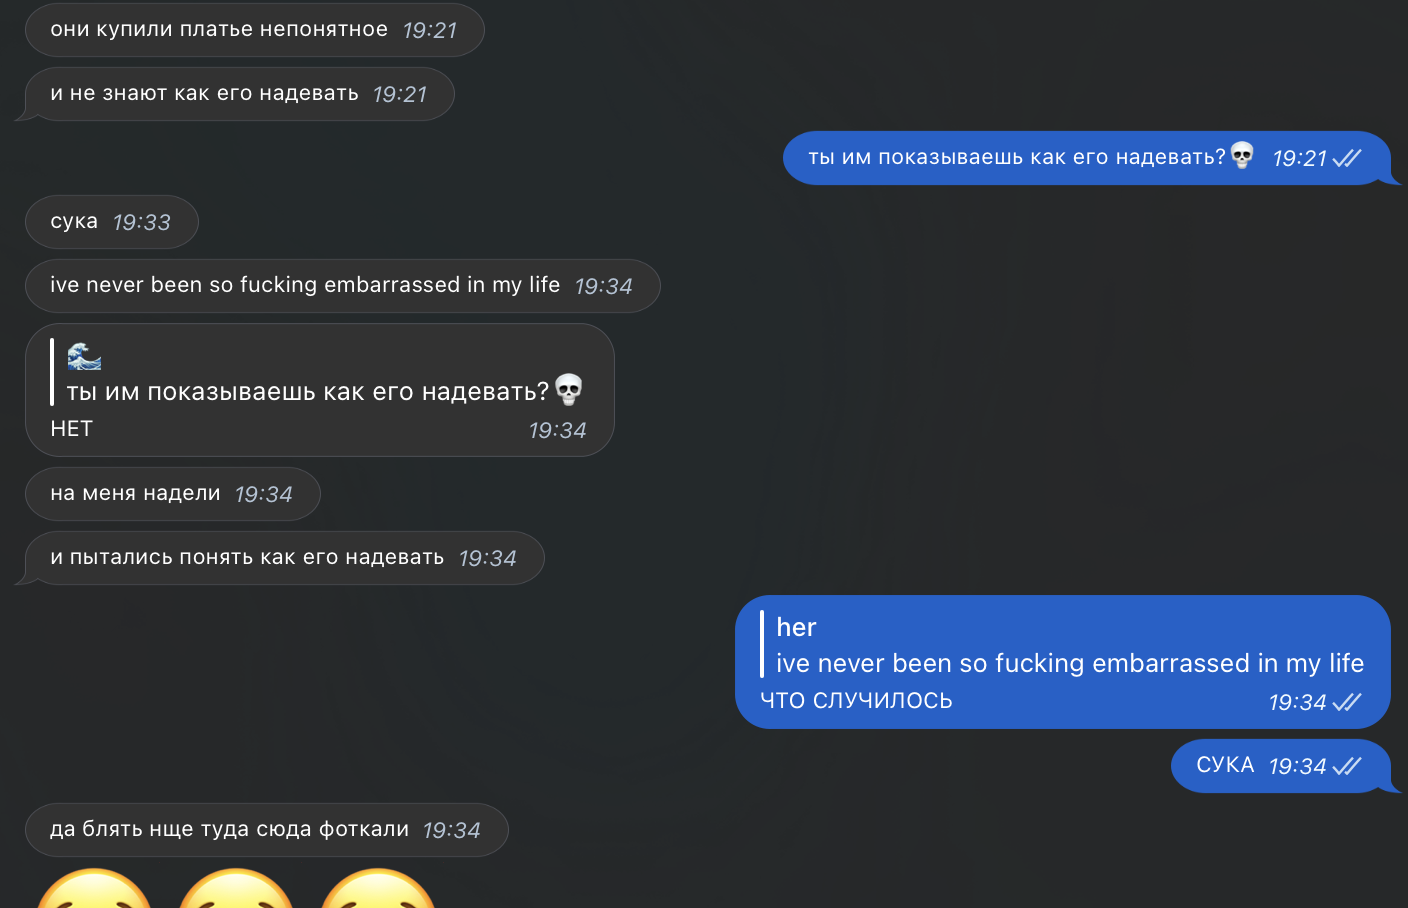 они купили платье непонятное 19:21
и не знают как его надевать 19:21
ты им показываешь как его надевать?💀 19:21
сука 19:33
ive never been so fucking embarrassed in my life 19:34
🌊
ты им показываешь как его надевать?💀
НЕТ 19:34
на меня надели 19:34
и пытались понять как его надевать 19:34
her
ive never been so fucking embarrassed in my life
ЧТО СЛУЧИЛОСЬ 19:34
СУКА 19:34
да блять нще туда сюда фоткали 19:34